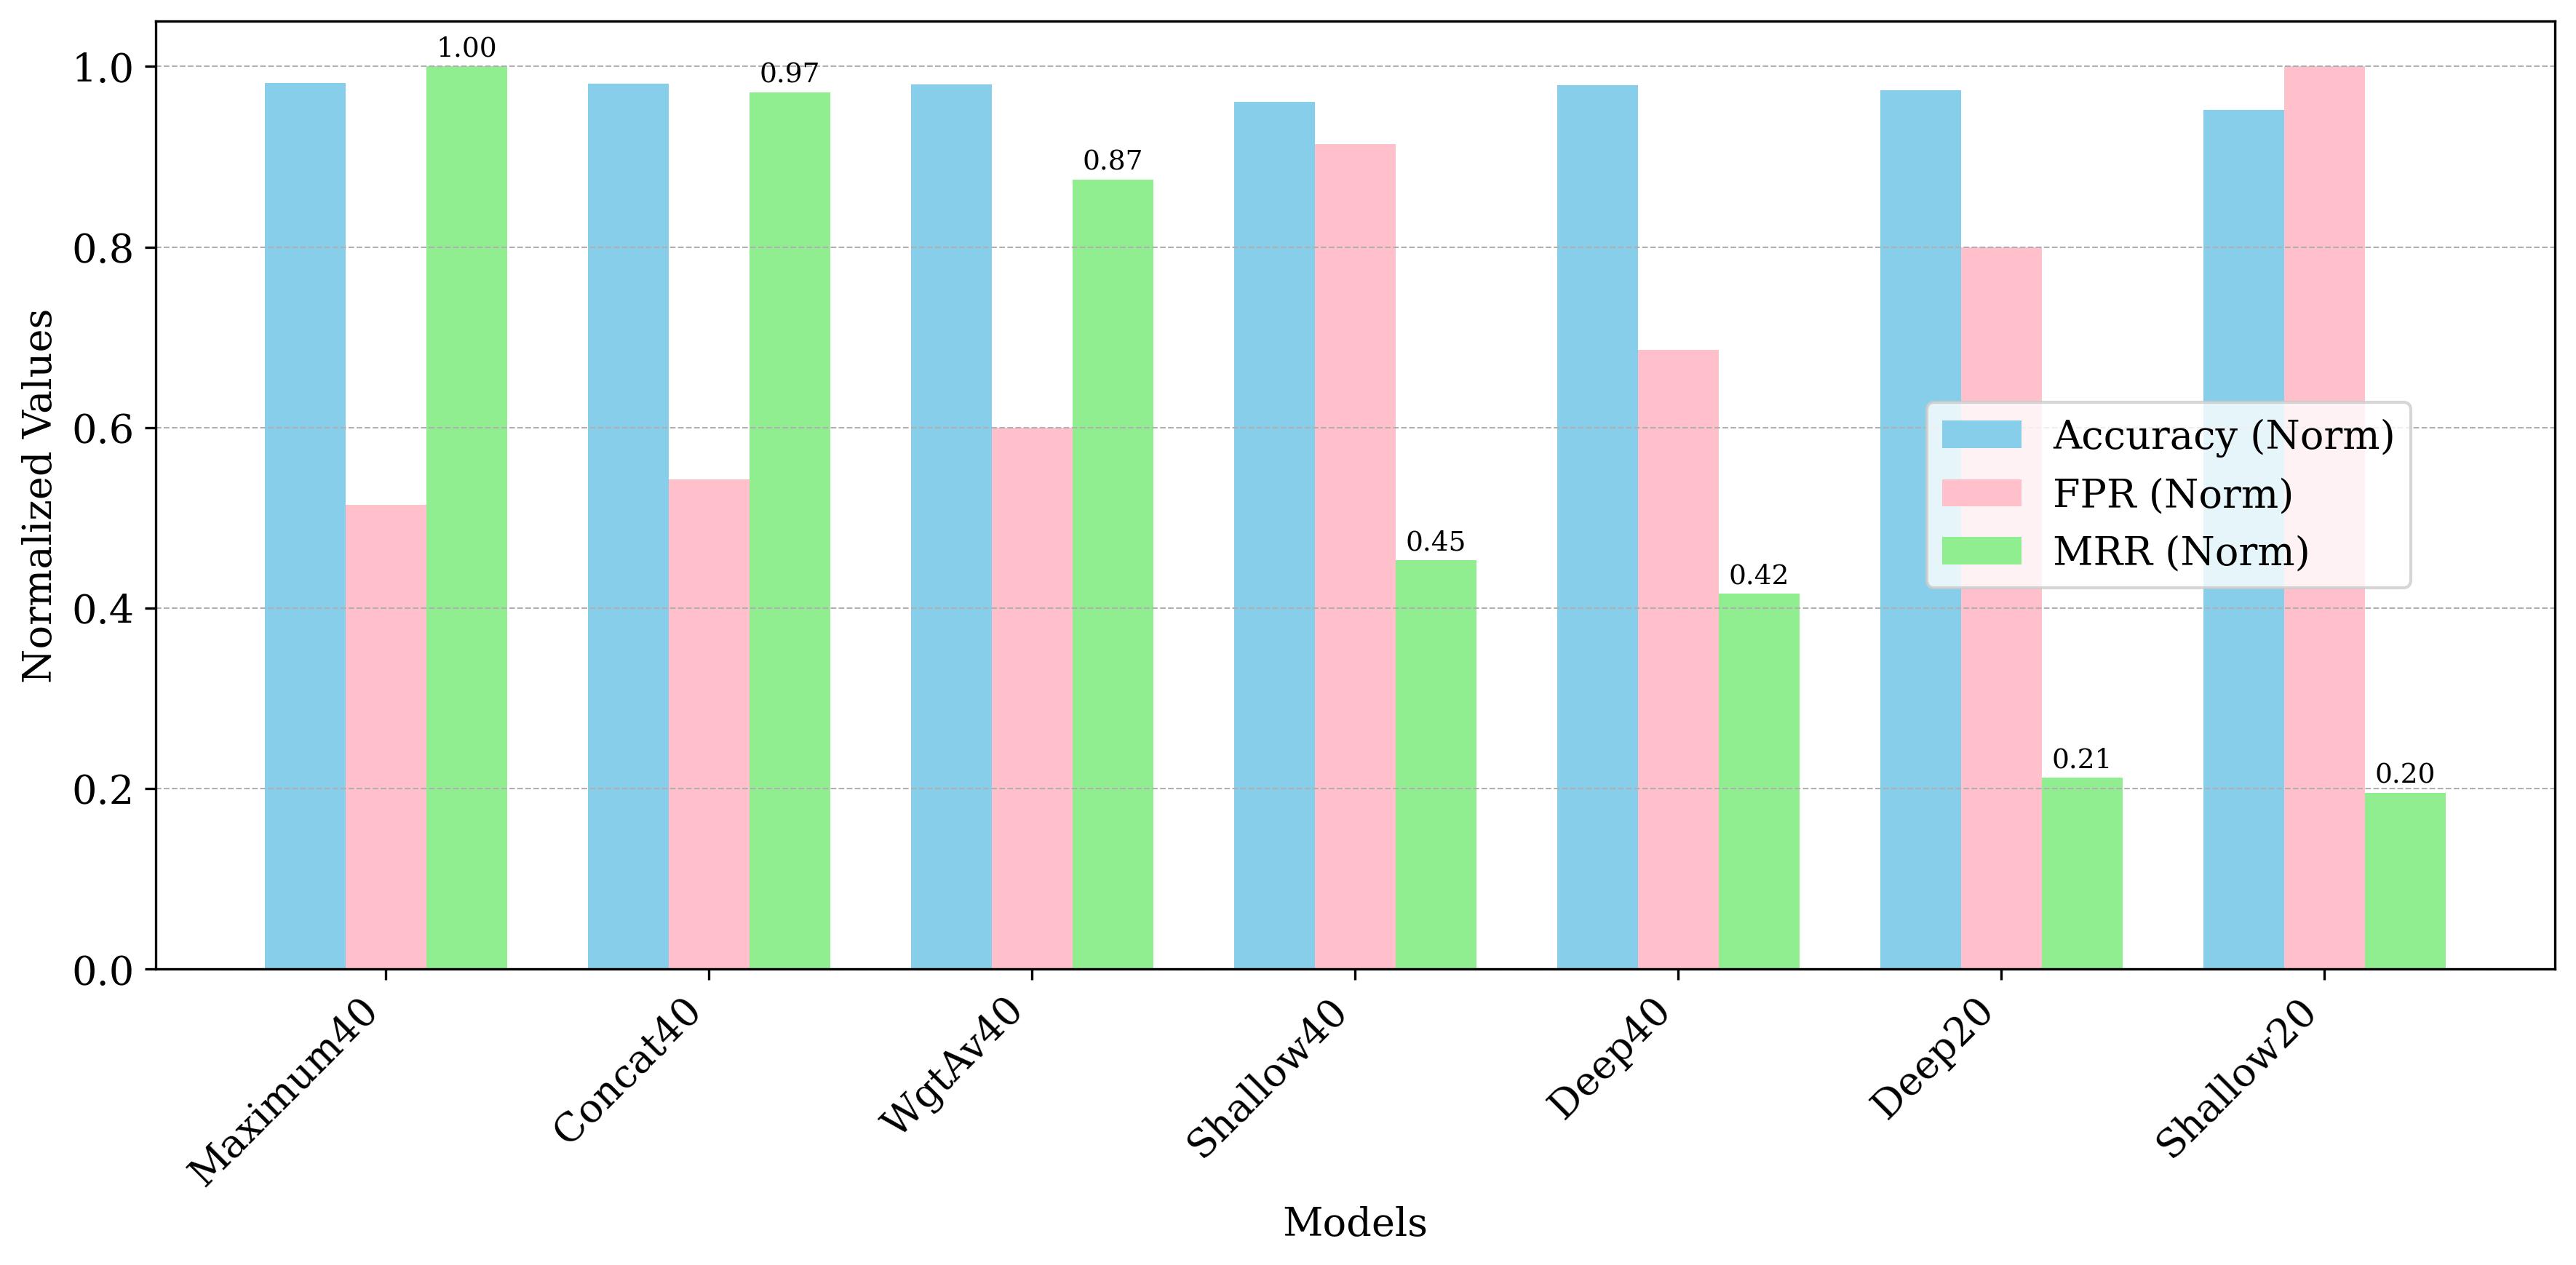 Normalized Values
1.0
0.8
0.6
0.4
0.2
0.0
1.00
0.97
0.87
0.45
0.42
0.21
0.20
Accuracy (Norm)
FPR (Norm)
MRR (Norm)
Maximum40
Concat40
WgtAv40
Shallow40
Deep40
Deep20
Shallow20
Models